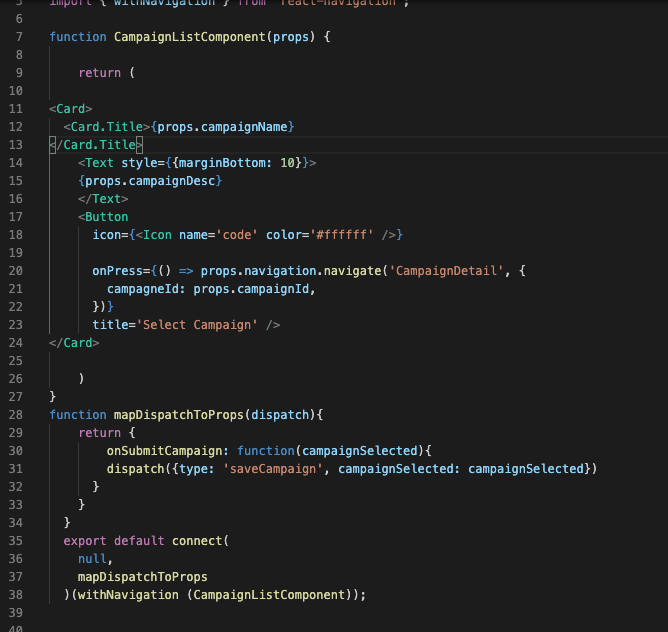 5 import { withNavigation } from 'react-navigation';
6
7 function CampaignListComponent(props) {
8
9     return (
10
11 <Card>
12   <Card.Title>{props.campaignName}
13 </Card.Title>
14     <Text style={{marginBottom: 10}}>
15     {props.campaignDesc}
16     </Text>
17     <Button
18       icon={<Icon name='code' color='#ffffff' />}
19
20       onPress={() => props.navigation.navigate('CampaignDetail', {
21         campagneId: props.campaignId,
22       })}
23       title='Select Campaign' />
24 </Card>
25
26     )
27 }
28 function mapDispatchToProps(dispatch){
29     return {
30         onSubmitCampaign: function(campaignSelected){
31         dispatch({type: 'saveCampaign', campaignSelected: campaignSelected})
32       }
33     }
34   }
35   export default connect(
36     null,
37     mapDispatchToProps
38   )(withNavigation (CampaignListComponent));
39
40